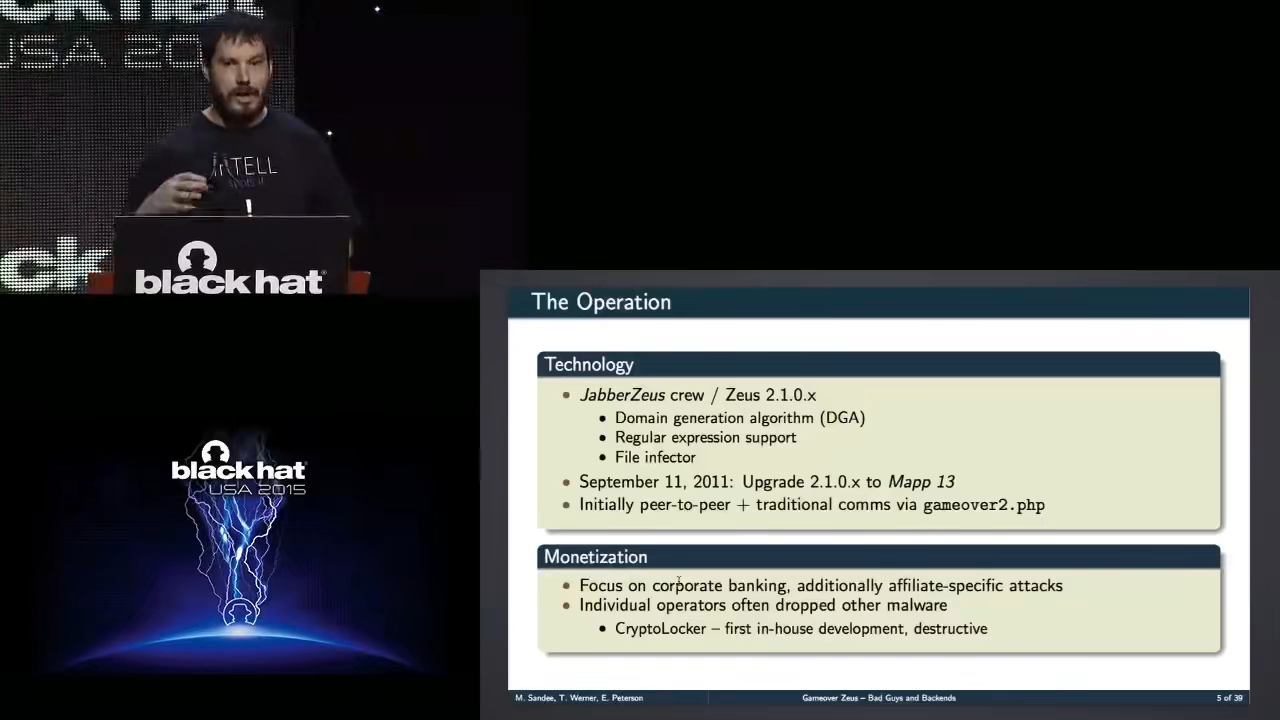 USA 20
INTELL
black hat
ck
black hat
USA 2015
The Operation
Technology
JabberZeus crew / Zeus 2.1.0.x
Domain generation algorithm (DGA)
Regular expression support
File infector
September 11, 2011: Upgrade 2.1.0.x to Mapp 13
Initially peer-to-peer + traditional comms via gameover2.php
Monetization
Focus on corporate banking, additionally affiliate-specific attacks
Individual operators often dropped other malware
CryptoLocker – first in-house development, destructive
M. Sandee, T. Werner, E. Peterson
Gameover Zeus – Bad Guys and Backends
5 of 39